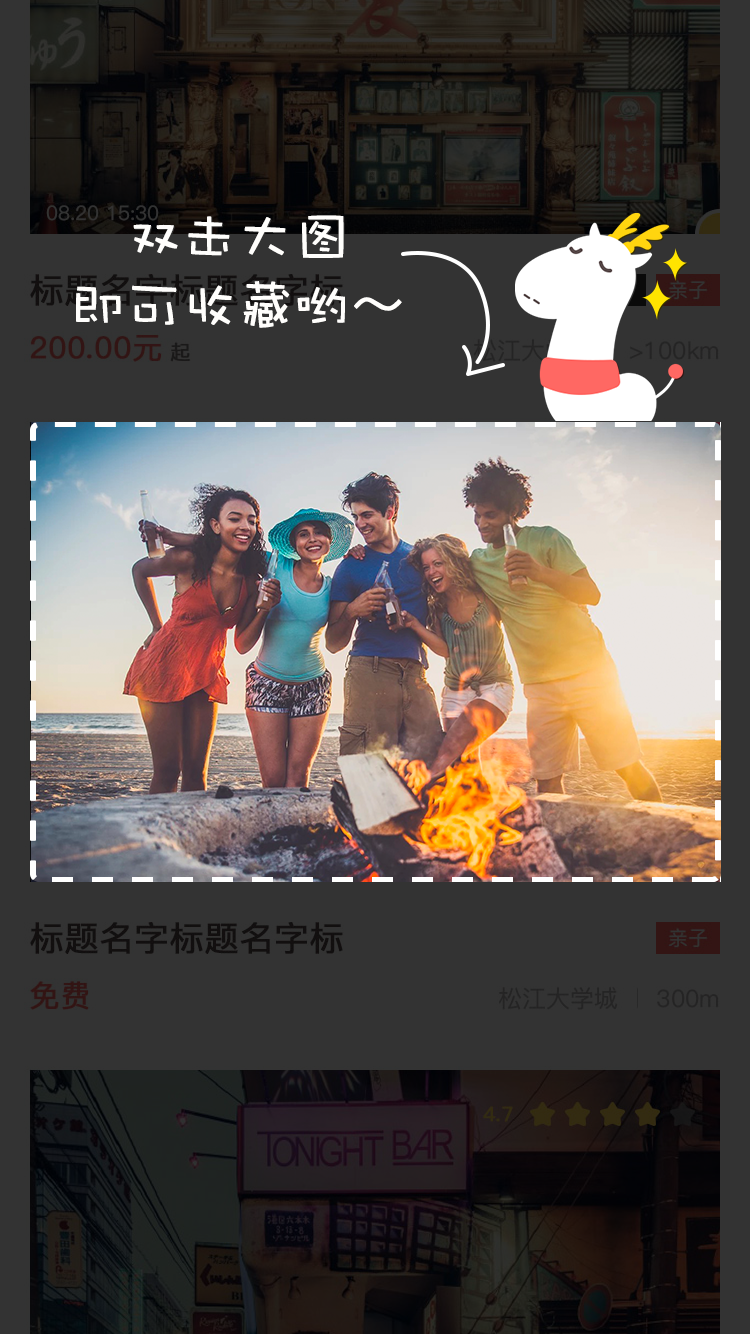 ゅう
08.20 15:30
双击大图
即可收藏哟～
标题名字标题名字标
亲子
200.00元 起
松江大
>100km
标题名字标题名字标
亲子
免费
松江大学城
300m
4.7
TONIGHT BAR